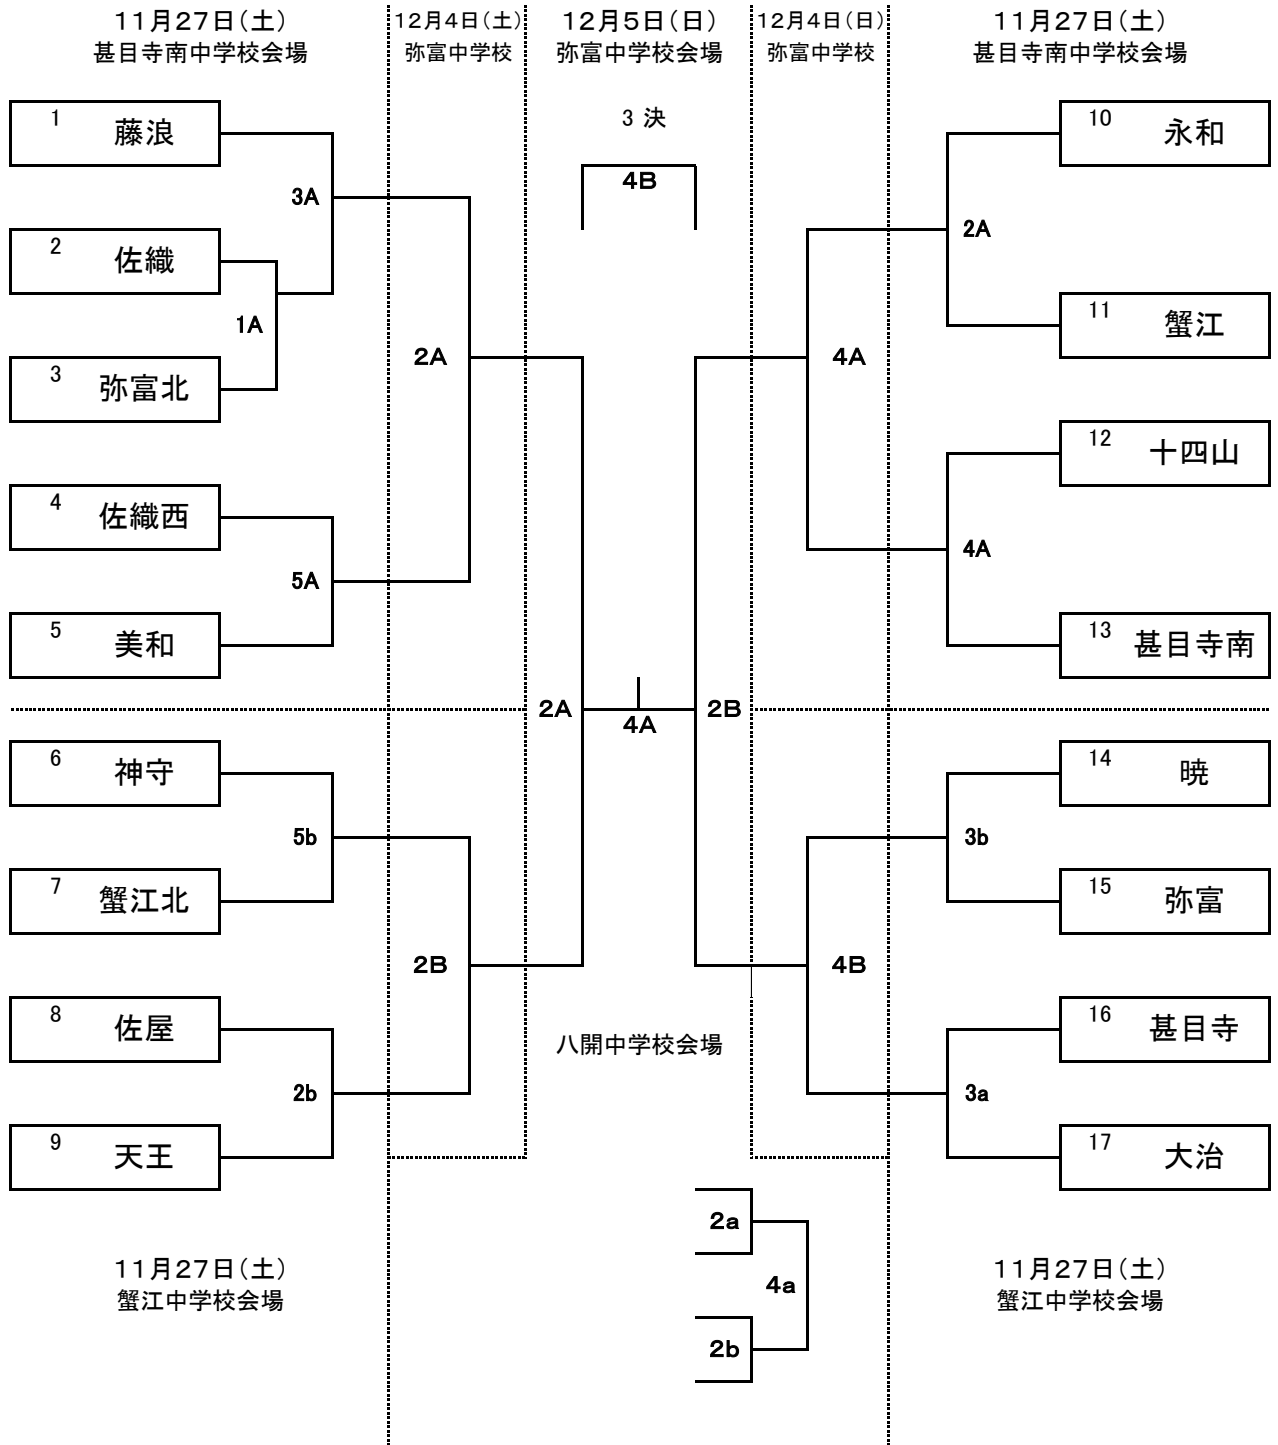 11月27日(土)
甚目寺南中学校会場
12月4日(土)
弥富中学校
12月5日(日)
弥富中学校会場
12月4日(日)
弥富中学校
11月27日(土)
甚目寺南中学校会場
3 決
4B
1 藤浪
3A
2 佐織
1A
3 弥富北
2A
4 佐織西
5A
5 美和
2A
4A
2B
6 神守
5b
7 蟹江北
2B
8 佐屋
2b
9 天王
10 永和
2A
11 蟹江
4A
12 十四山
4A
13 甚目寺南
14 暁
3b
15 弥富
4B
16 甚目寺
3a
17 大治
八開中学校会場
2a
4a
2b
11月27日(土)
蟹江中学校会場
11月27日(土)
蟹江中学校会場